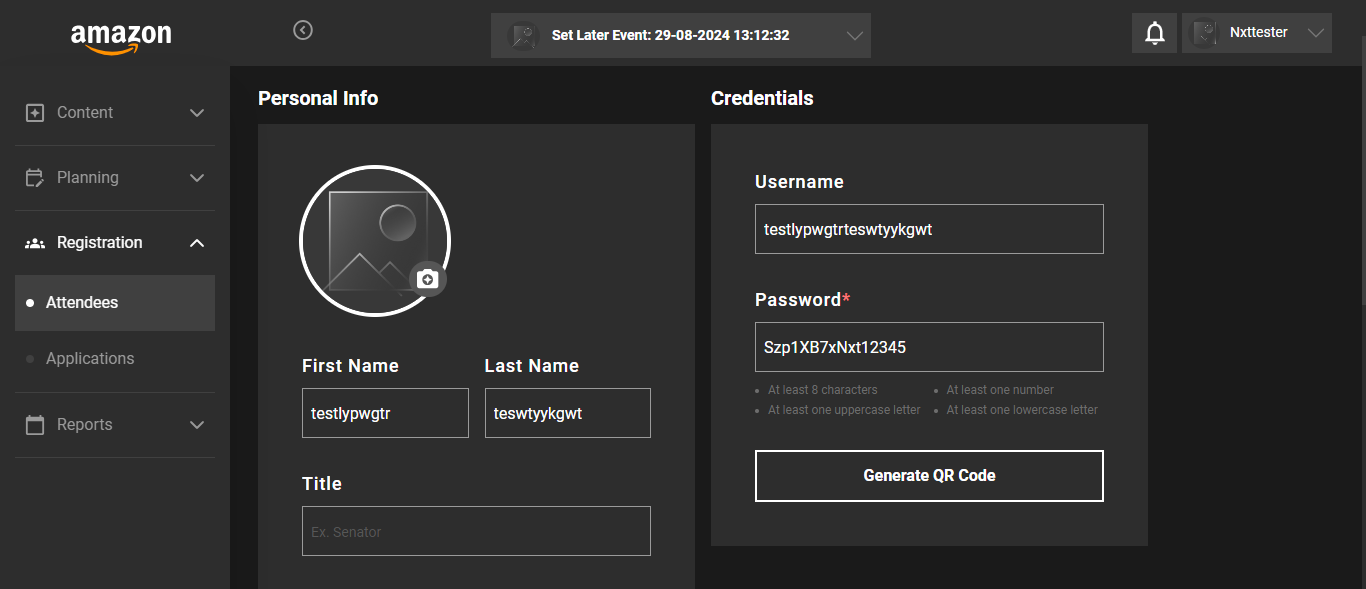 amazon
Set Later Event: 29-08-2024 13:12:32
Nxttester
Content
Planning
Registration
Attendees
Applications
Reports
Personal Info
First Name
Last Name
testlypwgtr
teswtyykgwt
Title
Ex. Senator
Credentials
Username
testlypwgtrteswtyykgwt
Password*
Szp1XB7xNxt12345
At least 8 characters
At least one number
At least one uppercase letter
At least one lowercase letter
Generate QR Code